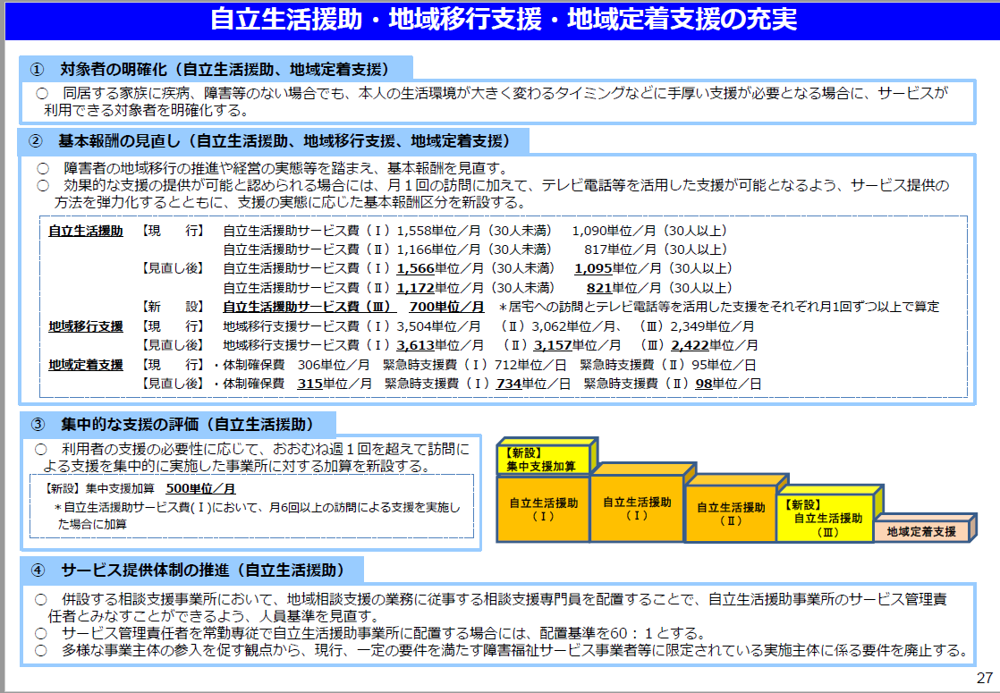 自立生活援助・地域移行支援・地域定着支援の充実
① 対象者の明確化（自立生活援助、地域定着支援）
○ 同居する家族に疾病、障害等のない場合でも、本人の生活環境が大きく変わるタイミングなどに手厚い支援が必要となる場合に、サービスが
利用できる対象者を明確化する。
② 基本報酬の見直し（自立生活援助、地域移行支援、地域定着支援）
○ 障害者の地域移行の推進や経営の実態等を踏まえ、基本報酬を見直す。
○ 効果的な支援の提供が可能と認められる場合には、月１回の訪問に加えて、テレビ電話等を活用した支援が可能となるよう、サービス提供の
方法を弾力化するとともに、支援の実態に応じた基本報酬区分を新設する。
自立生活援助 【現 行】 自立生活援助サービス費（Ⅰ）1,558単位／月（30人未満） 1,090単位／月（30人以上）
自立生活援助サービス費（Ⅱ）1,166単位／月（30人未満） 817単位／月（30人以上）
【見直し後】 自立生活援助サービス費（Ⅰ）1,566単位／月（30人未満） 1,095単位／月（30人以上）
自立生活援助サービス費（Ⅱ）1,172単位／月（30人未満） 821単位／月（30人以上）
【新 設】 自立生活援助サービス費（Ⅲ） 700単位／月 ＊居宅への訪問とテレビ電話等を活用した支援をそれぞれ月1回ずつ以上で算定
地域移行支援 【現 行】 地域移行支援サービス費（Ⅰ）3,504単位／月 （Ⅱ）3,062単位／月、 （Ⅲ）2,349単位／月
【見直し後】 地域移行支援サービス費（Ⅰ）3,613単位／月 （Ⅱ）3,157単位／月 （Ⅲ）2,422単位／月
地域定着支援 【現 行】・体制確保費 306単位／月 緊急時支援費（Ⅰ）712単位／日 緊急時支援費（Ⅱ）95単位／日
【見直し後】・体制確保費 315単位／月 緊急時支援費（Ⅰ）734単位／日 緊急時支援費（Ⅱ）98単位／日
③ 集中的な支援の評価（自立生活援助）
○ 利用者の支援の必要性に応じて、おおむね週１回を超えて訪問に
よる支援を集中的に実施した事業所に対する加算を新設する。
【新設】集中支援加算 500単位／月
＊自立生活援助サービス費(Ⅰ)において、月6回以上の訪問による支援を実施し
た場合に加算
【新設】
集中支援加算
自立生活援助
（Ⅰ）
自立生活援助
（Ⅰ）
自立生活援助
（Ⅱ）
【新設】
自立生活援助
（Ⅲ）
地域定着支援
④ サービス提供体制の推進（自立生活援助）
○ 併設する相談支援事業所において、地域相談支援の業務に従事する相談支援専門員を配置することで、自立生活援助事業所のサービス管理責
任者とみなすことができるよう、人員基準を見直す。
○ サービス管理責任者を常勤専従で自立生活援助事業所に配置する場合には、配置基準を60：１とする。
○ 多様な事業主体の参入を促す観点から、現行、一定の要件を満たす障害福祉サービス事業者等に限定されている実施主体に係る要件を廃止する。
27